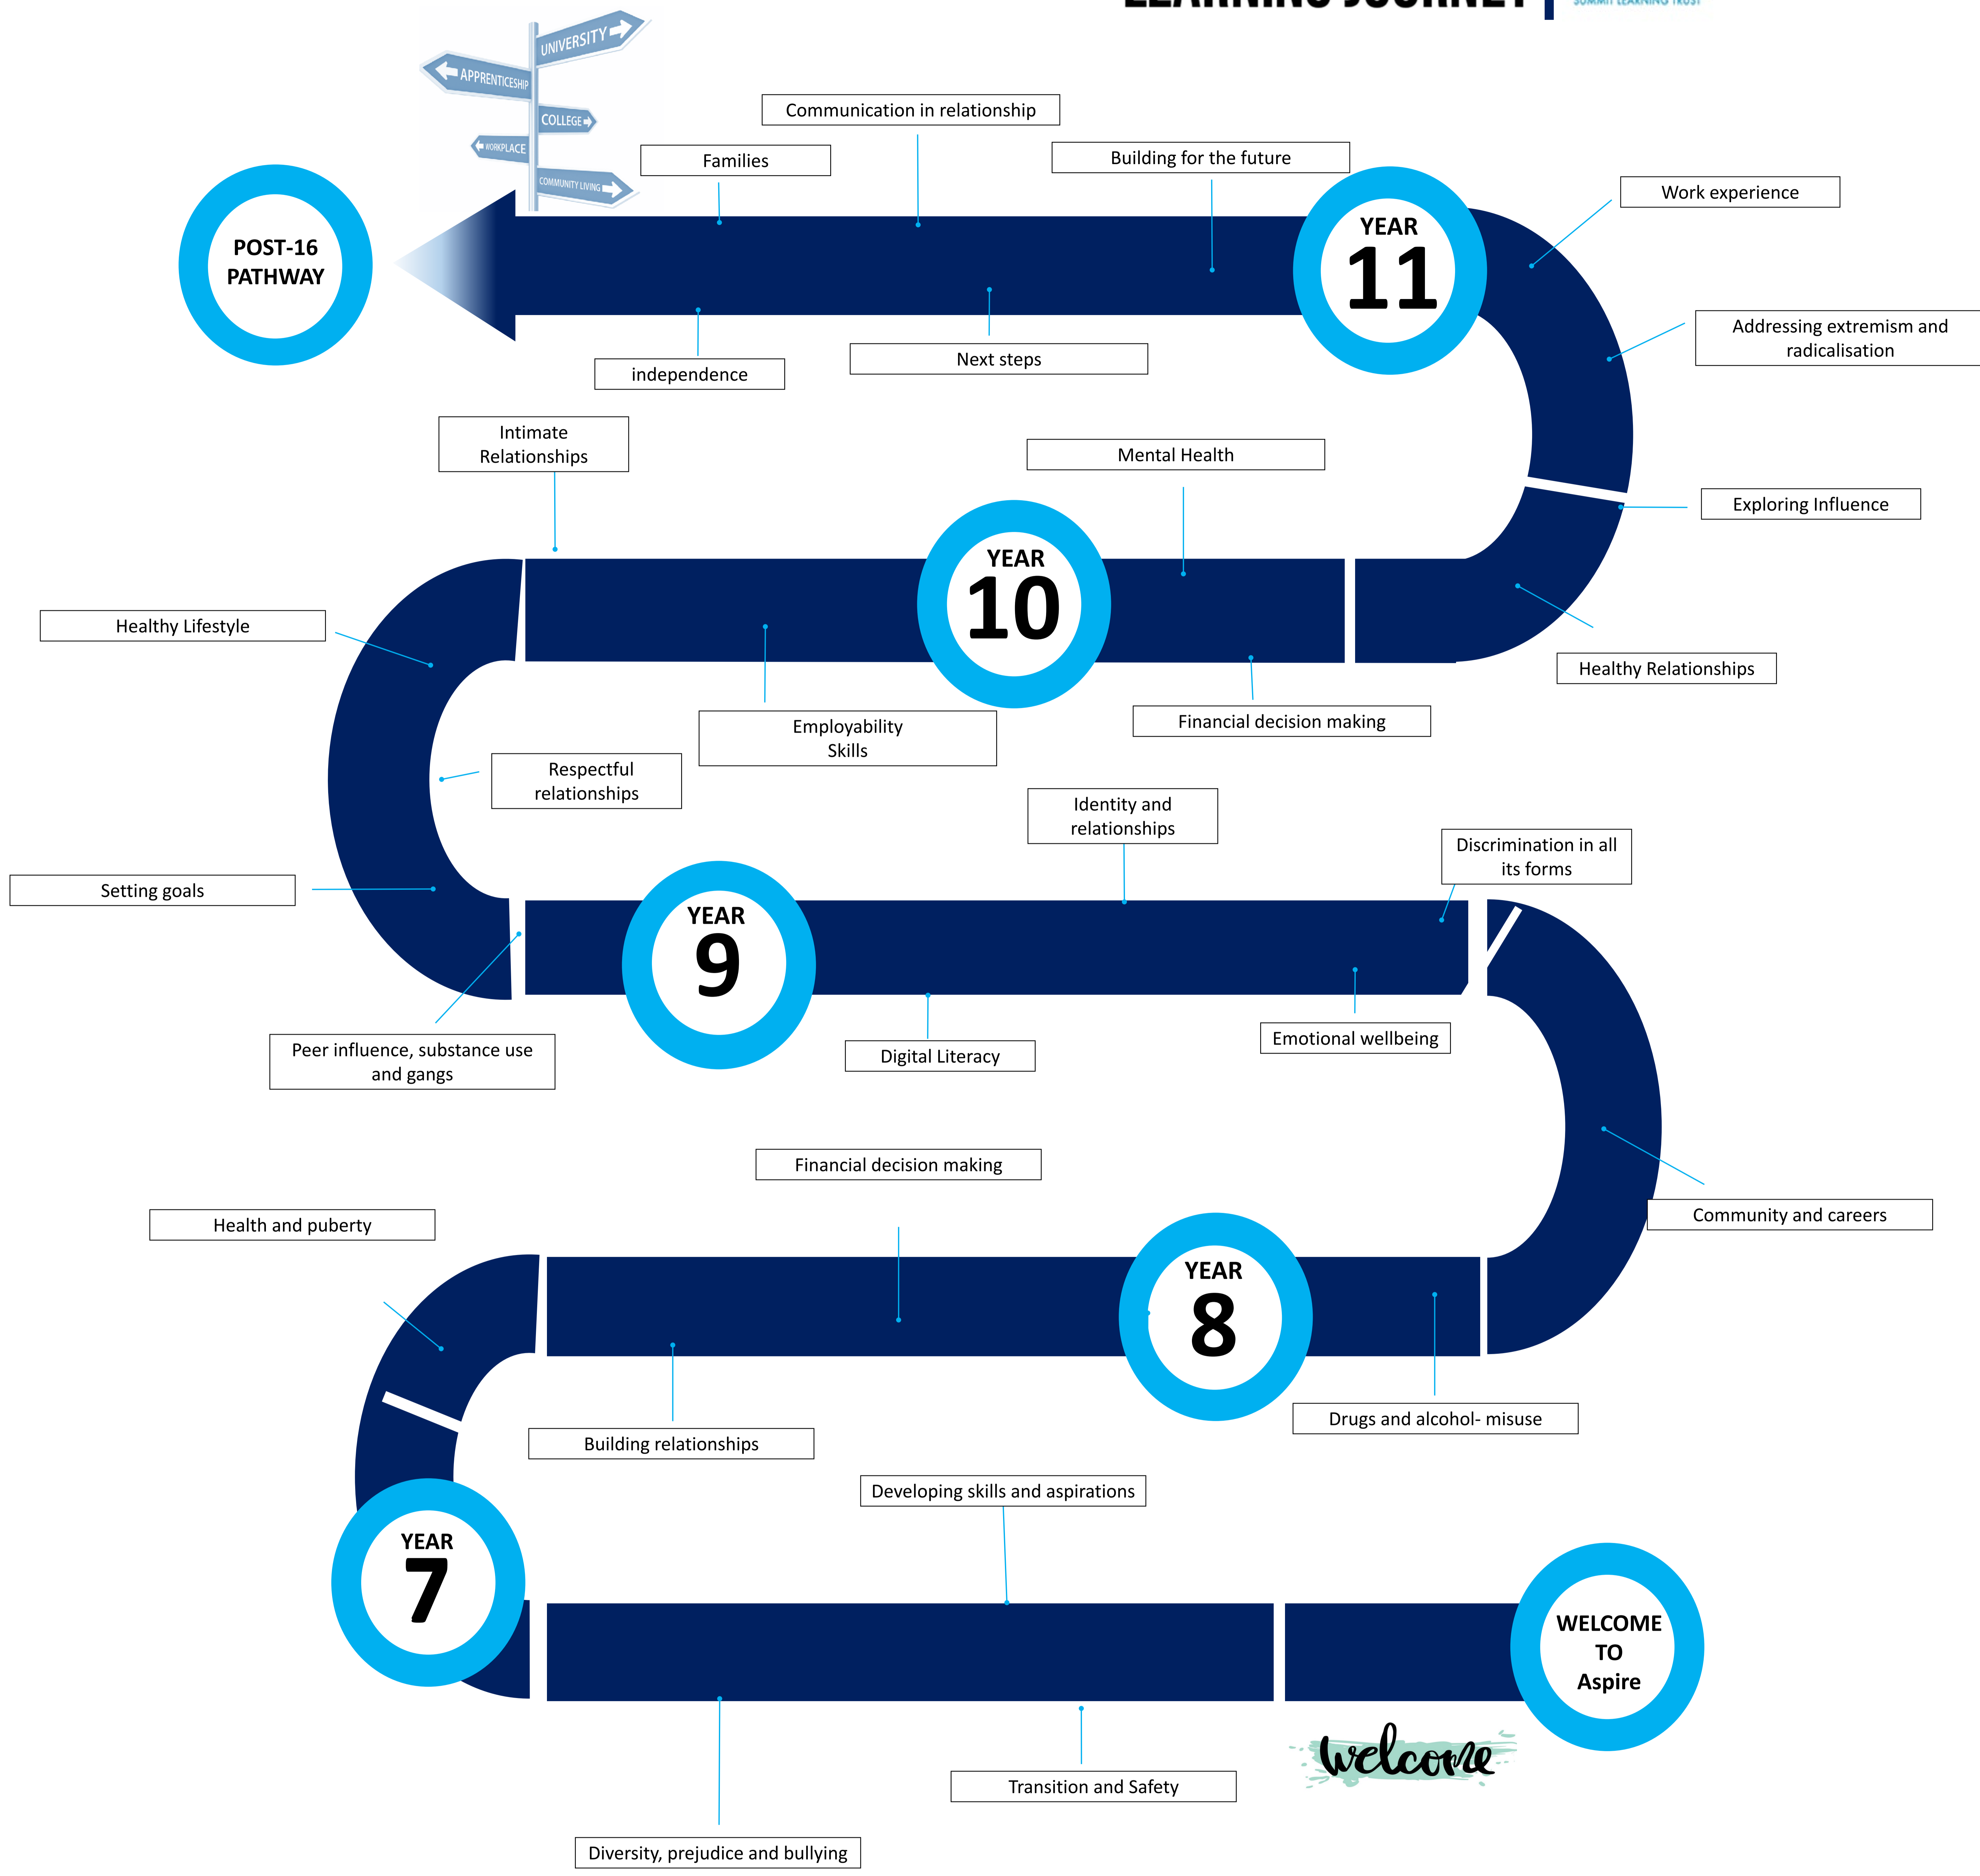 LEARNING JOURNEY
SUMMIT LEARNING TRUST
UNIVERSITY
APPRENTICESHIP
COLLEGE
WORKPLACE
COMMUNITY LIVING
Communication in relationship
Families
Building for the future
Work experience
POST-16
PATHWAY
YEAR
11
Addressing extremism and
radicalisation
independence
Next steps
Intimate
Relationships
Mental Health
Exploring Influence
YEAR
10
Healthy Lifestyle
Healthy Relationships
Employability
Skills
Financial decision making
Respectful
relationships
Identity and
relationships
Discrimination in all
its forms
Setting goals
YEAR
9
Peer influence, substance use
and gangs
Digital Literacy
Emotional wellbeing
Financial decision making
Health and puberty
Community and careers
YEAR
8
Building relationships
Drugs and alcohol- misuse
Developing skills and aspirations
YEAR
7
WELCOME
TO
Aspire
welcome
Transition and Safety
Diversity, prejudice and bullying